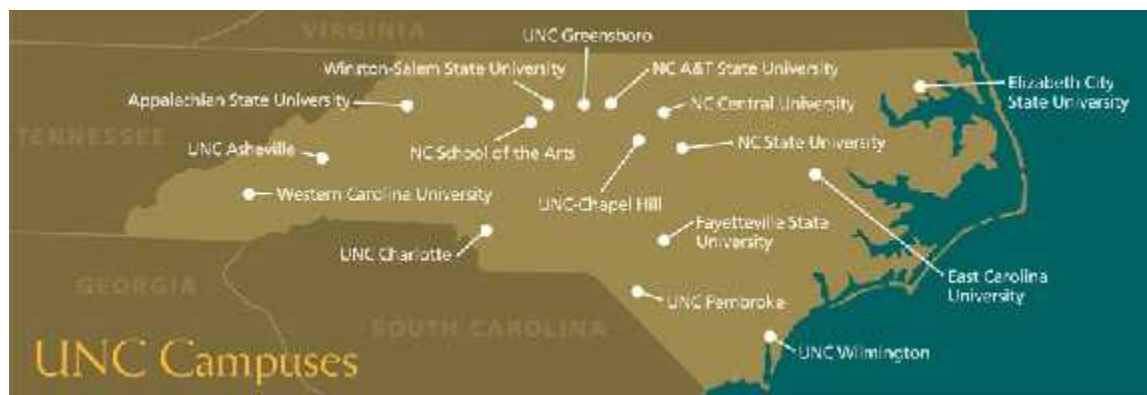 VIRGINIA
UNC Greensboro
Winston-Salem State University
NC A&T State University
Elizabeth City
State University
Appalachian State University
NC Central University
TENNESSEE
UNC Asheville
NC School of the Arts
NC State University
Western Carolina University
UNC-Chapel Hill
Fayetteville State
University
UNC Charlotte
East Carolina
University
GEORGIA
UNC Pembroke
SOUTH CAROLINA
UNC Campuses
UNC Wilmington